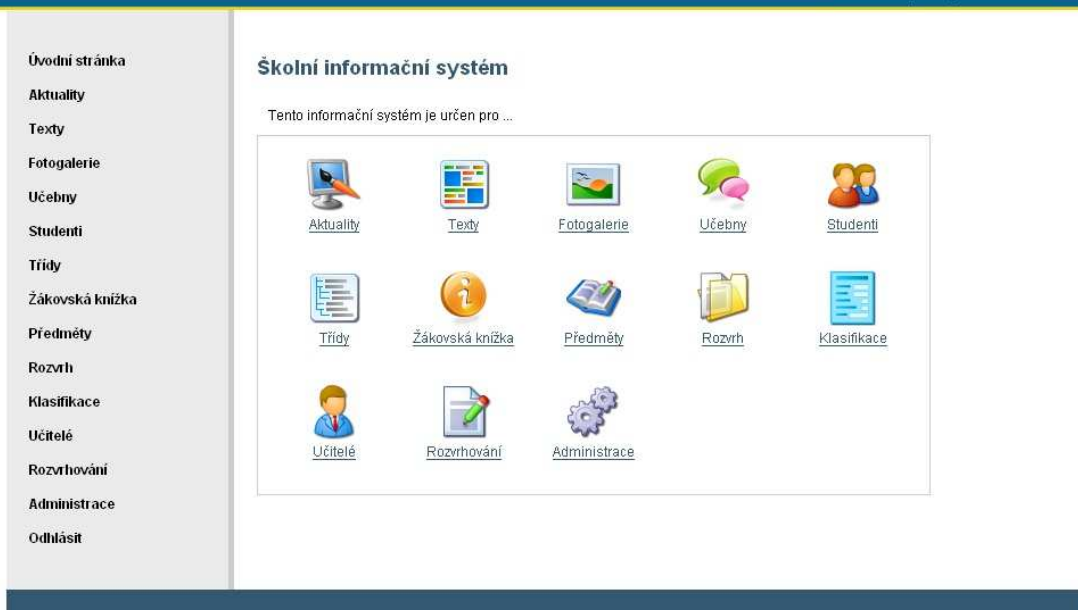 Úvodní stránka
Aktuality
Texty
Fotogalerie
Učebny
Studenti
Třídy
Žákovská knížka
Předměty
Rozvrh
Klasifikace
Učitelé
Rozvrhování
Administrace
Odhlásit
Školní informační systém
Tento informační systém je určen pro ...
Aktuality Texty Fotogalerie Učebny Studenti
Třídy Žákovská knížka Předměty Rozvrh Klasifikace
Učitelé Rozvrhování Administrace